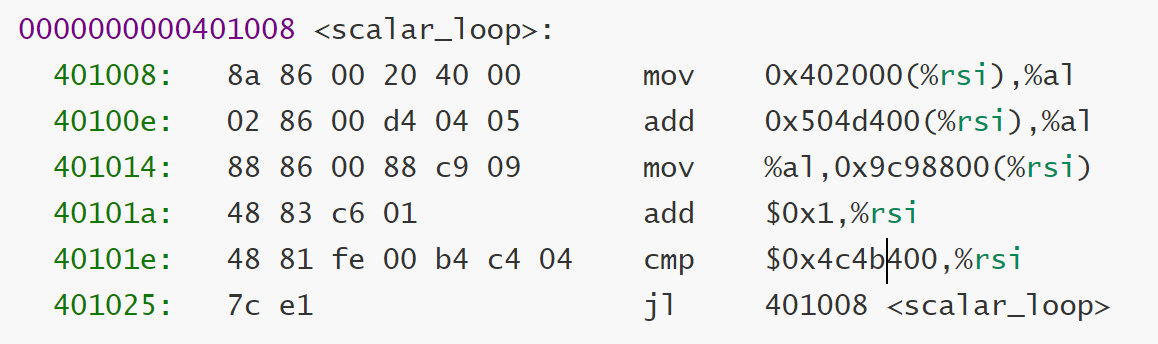 0000000000401008 <scalar_loop>:
401008: 8a 86 00 20 40 00 mov 0x402000(%rsi),%al
40100e: 02 86 00 d4 04 05 add 0x504d400(%rsi),%al
401014: 88 86 00 88 c9 09 mov %al,0x9c98800(%rsi)
40101a: 48 83 c6 01 add $0x1,%rsi
40101e: 48 81 fe 00 b4 c4 04 cmp $0x4c4b400,%rsi
401025: 7c e1 jl 401008 <scalar_loop>